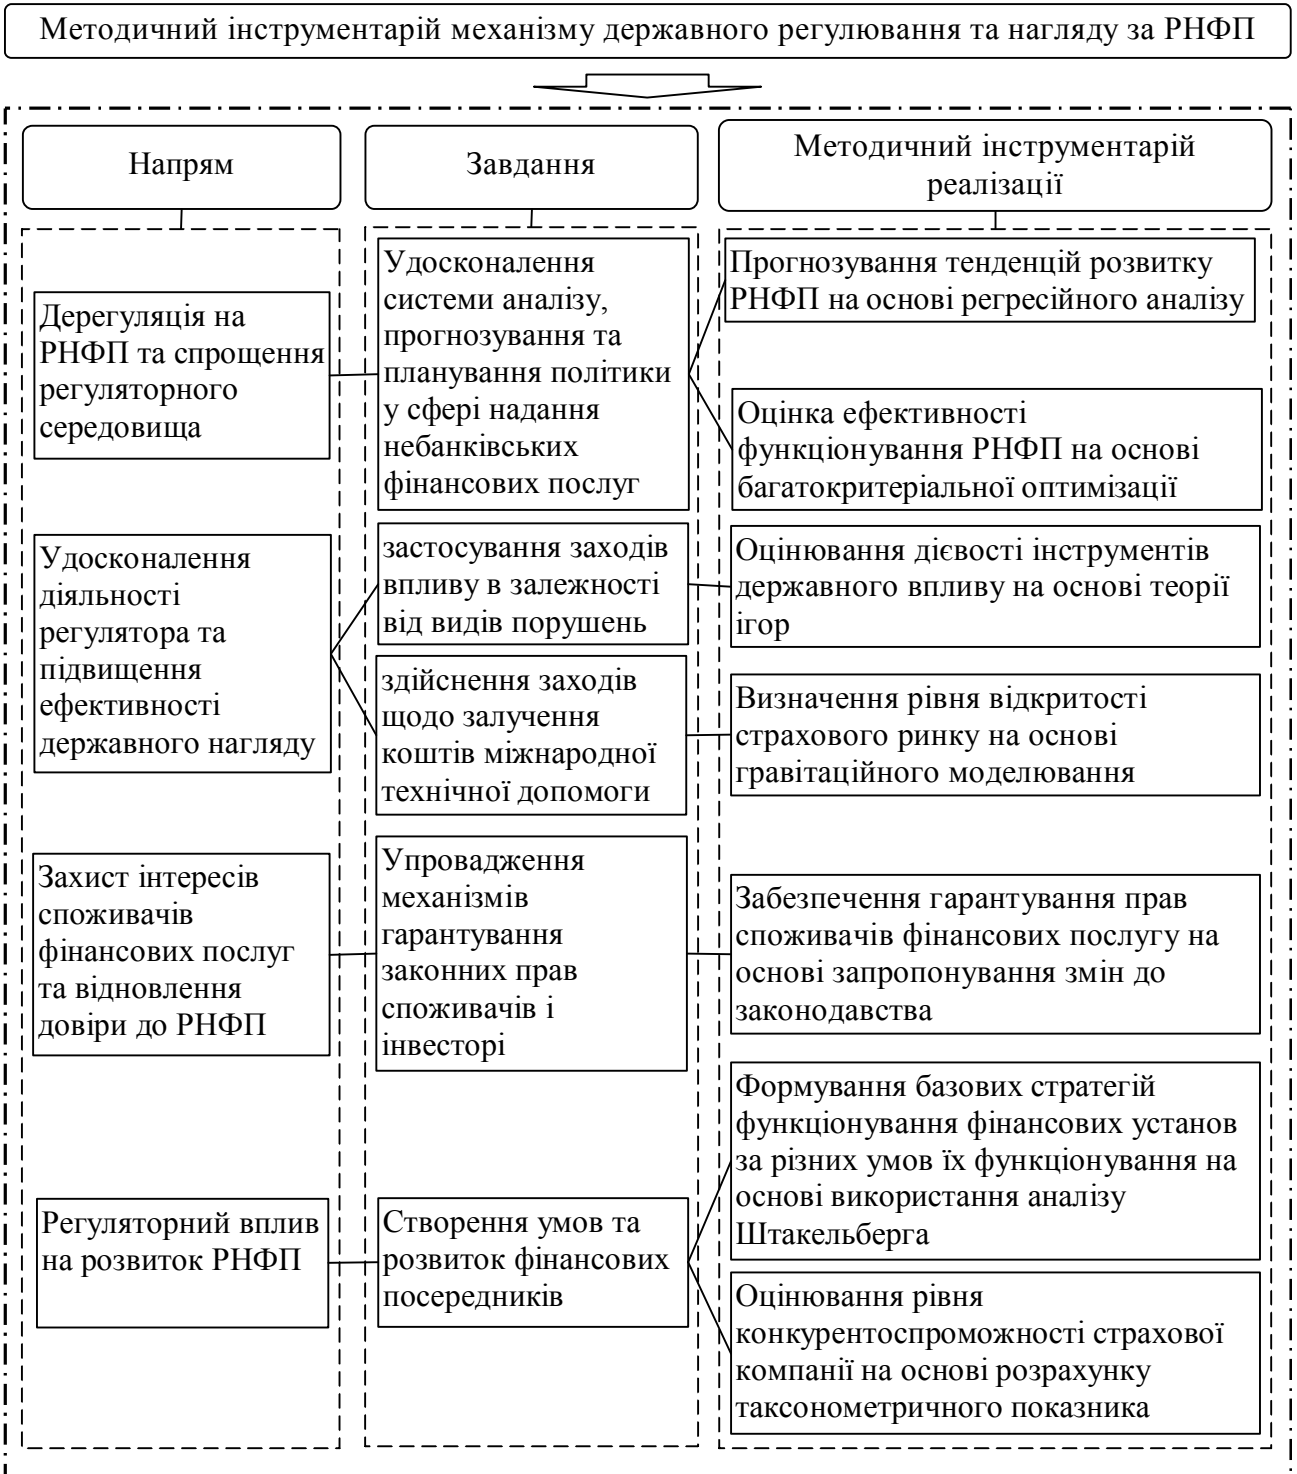 Методичний інструментарій механізму державного регулювання та нагляду за РНФП
Напрям
Завдання
Методичний інструментарій
реалізації
Дерегуляція на
РНФП та спрощення
регуляторного
середовища
Удосконалення
системи аналізу,
прогнозування та
планування політики
у сфері надання
небанківських
фінансових послуг
Прогнозування тенденцій розвитку
РНФП на основі регресійного аналізу
Оцінка ефективності
функціонування РНФП на основі
багатокритеріальної оптимізації
Удосконалення
діяльності
регулятора та
підвищення
ефективності
державного нагляду
застосування заходів
впливу в залежності
від видів порушень
Оцінювання дієвості інструментів
державного впливу на основі теорії
ігор
здійснення заходів
щодо залучення
коштів міжнародної
технічної допомоги
Визначення рівня відкритості
страхового ринку на основі
гравітаційного моделювання
Захист інтересів
споживачів
фінансових послуг
та відновлення
довіри до РНФП
Упровадження
механізмів
гарантування
законних прав
споживачів і
інвесторі
Забезпечення гарантування прав
споживачів фінансових послугу на
основі запропонування змін до
законодавства
Регуляторний вплив
на розвиток РНФП
Створення умов та
розвиток фінансових
посередників
Формування базових стратегій
функціонування фінансових установ
за різних умов їх функціонування на
основі використання аналізу
Штакельберга
Оцінювання рівня
конкурентоспроможності страхової
компанії на основі розрахунку
таксонометричного показника